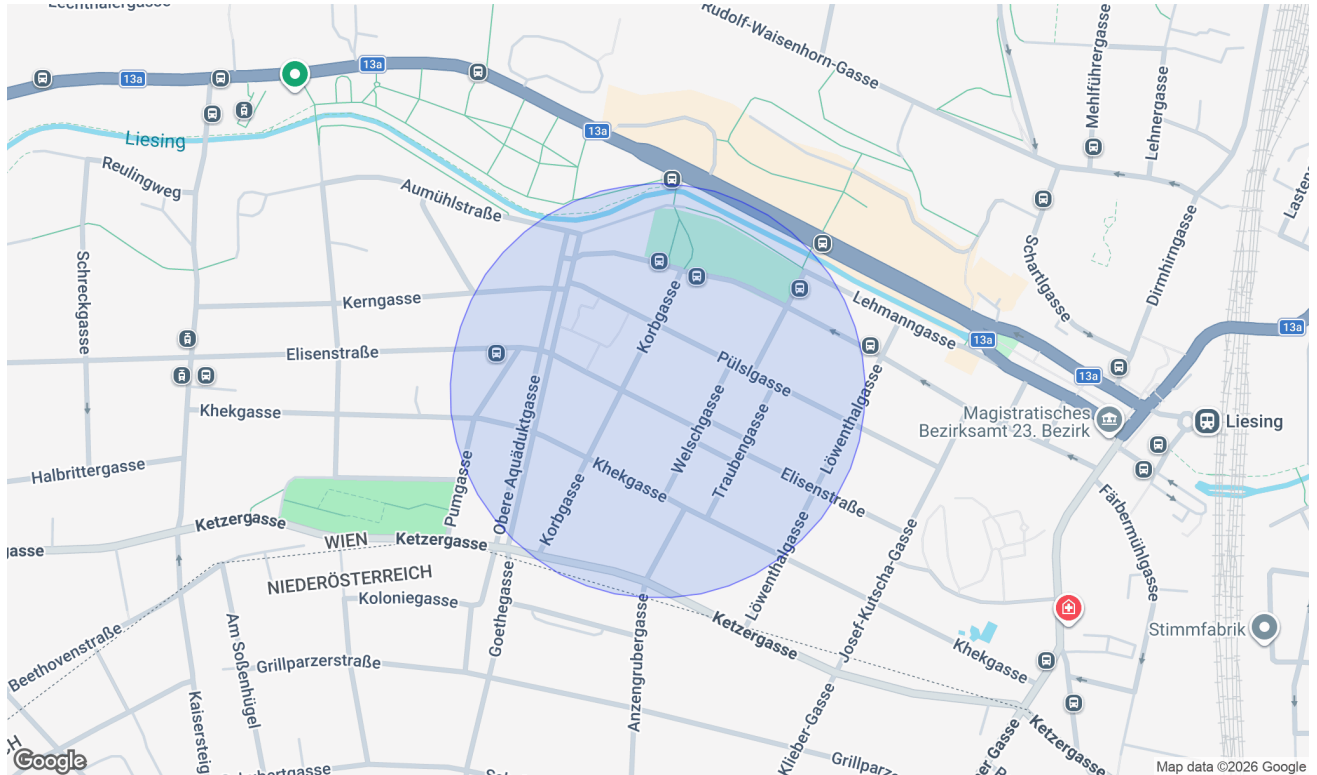 Rudolf-Waisenhorn-Gasse
Mehlführergasse
Lehnergasse
13a
13a
13a
Liesing
Reulingweg
Aumühlstraße
Schreckgasse
Kerngasse
Elisenstraße
Khekgasse
Halbrittergasse
Korbgasse
Pülslgasse
Lehmanngasse
Schartlgasse
Dirmhirngasse
13a
13a
13a
Welschgasse
Traubengasse
Löwenthalgasse
Magistratisches
Bezirksamt 23. Bezirk
Liesing
Obere Aquäduktgasse
Pumgasse
Korbgasse
Khekgasse
Elisenstraße
Färbermühlgasse
Ketzergasse
WIEN
Ketzergasse
NIEDERÖSTERREICH
Koloniegasse
Goethegasse
Löwenthalgasse
Josef-Kutscha-Gasse
Stimmfabrik
Beethovenstraße
Am Soßenhügel
Grillparzerstraße
Anzengrubergasse
Ketzergasse
Khekgasse
Kaisersteig
Klieber-Gasse
Grillparze
Ketzergasse
Google
Map data ©2026 Google